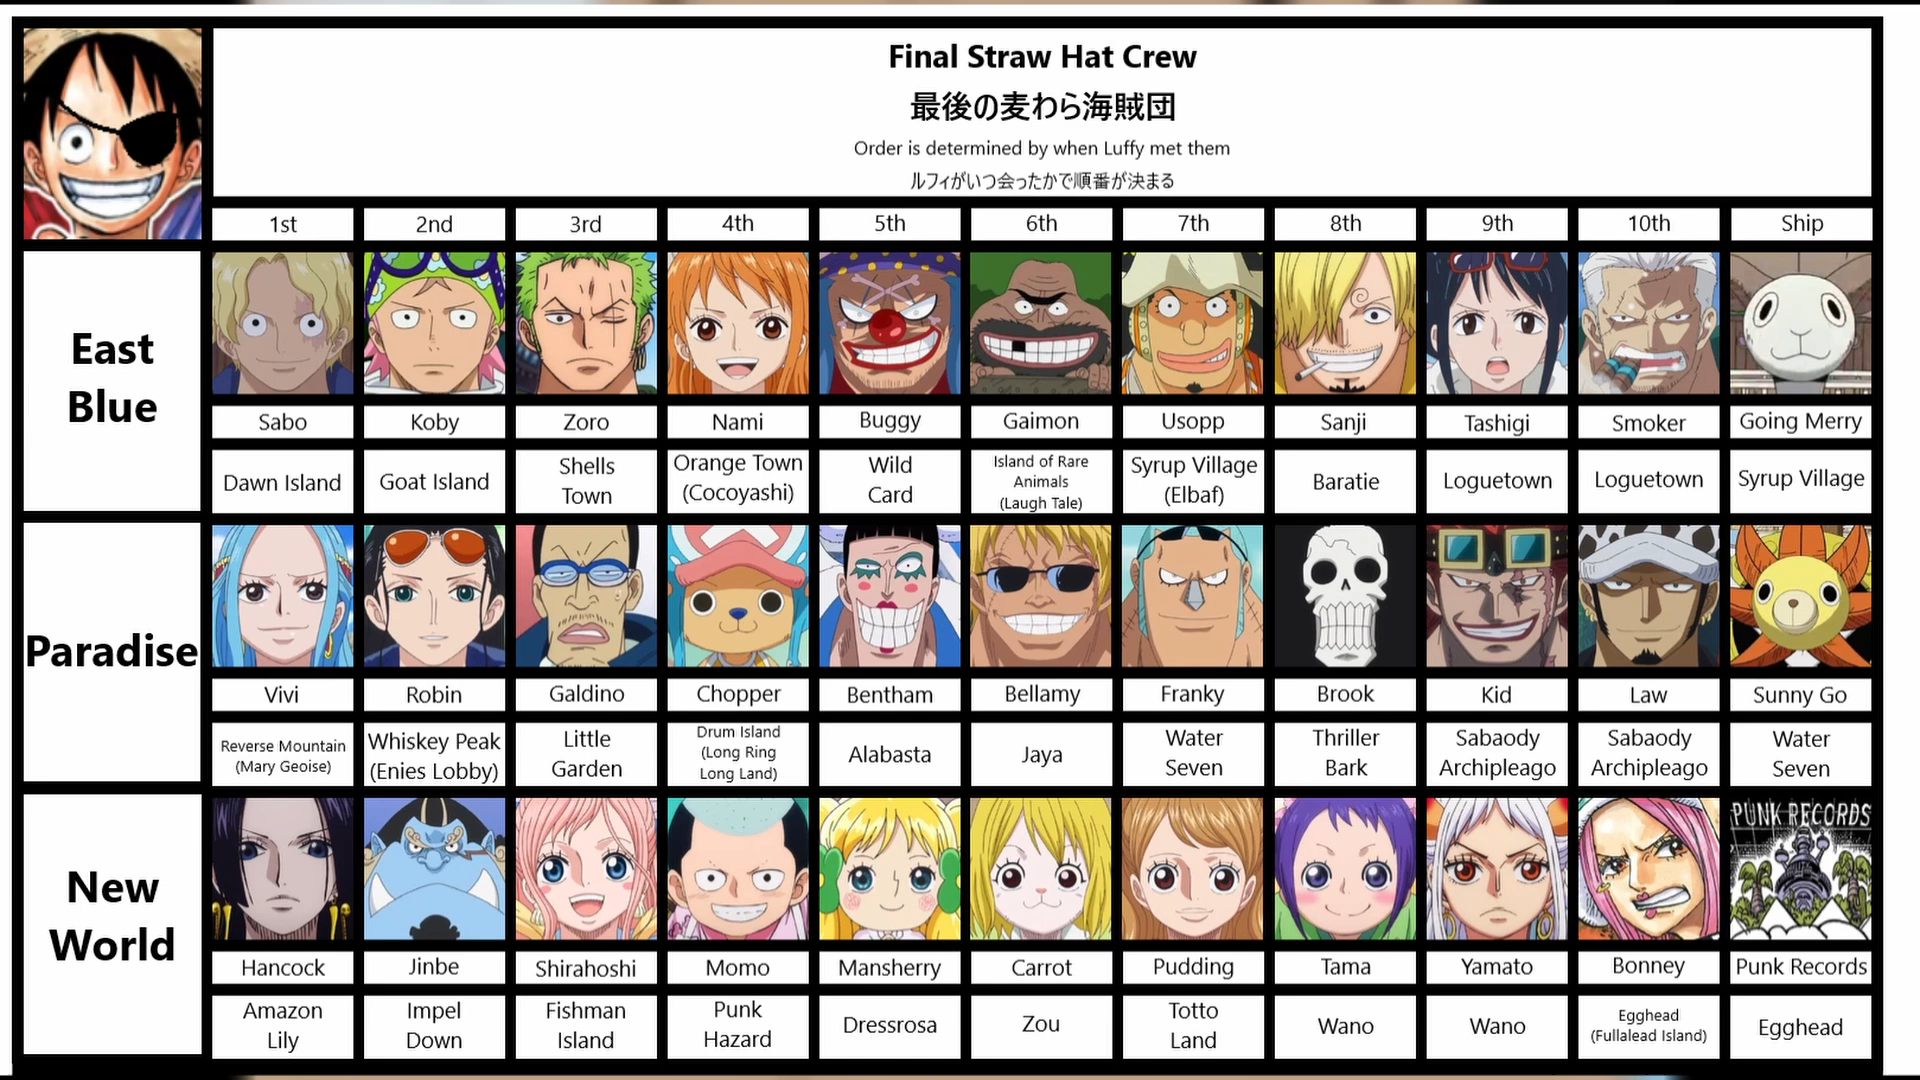 Final Straw Hat Crew
最後の麦わら海賊団
Order is determined by when Luffy met them
ルフィがいつ会ったかで順番が決まる
1st
2nd
3rd
4th
5th
6th
7th
8th
9th
10th
Ship
East
Blue
Sabo
Koby
Zoro
Nami
Buggy
Gaimon
Usopp
Sanji
Tashigi
Smoker
Going Merry
Dawn Island
Goat Island
Shells
Town
Orange Town
(Cocoyashi)
Wild
Card
Island of Rare
Animals
(Laugh Tale)
Syrup Village
(Elbaf)
Baratie
Loguetown
Loguetown
Syrup Village
Paradise
Vivi
Robin
Galdino
Chopper
Bentham
Bellamy
Franky
Brook
Kid
Law
Sunny Go
Reverse Mountain
(Mary Geoise)
Whiskey Peak
(Enies Lobby)
Little
Garden
Drum Island
(Long Ring
Long Land)
Alabasta
Jaya
Water
Seven
Thriller
Bark
Sabaody
Archipleago
Sabaody
Archipleago
Water
Seven
New
World
PUNK RECORDS
Hancock
Jinbe
Shirahoshi
Momo
Mansherry
Carrot
Pudding
Tama
Yamato
Bonney
Punk Records
Amazon
Lily
Impel
Down
Fishman
Island
Punk
Hazard
Dressrosa
Zou
Totto
Land
Wano
Wano
Egghead
(Fullalead Island)
Egghead